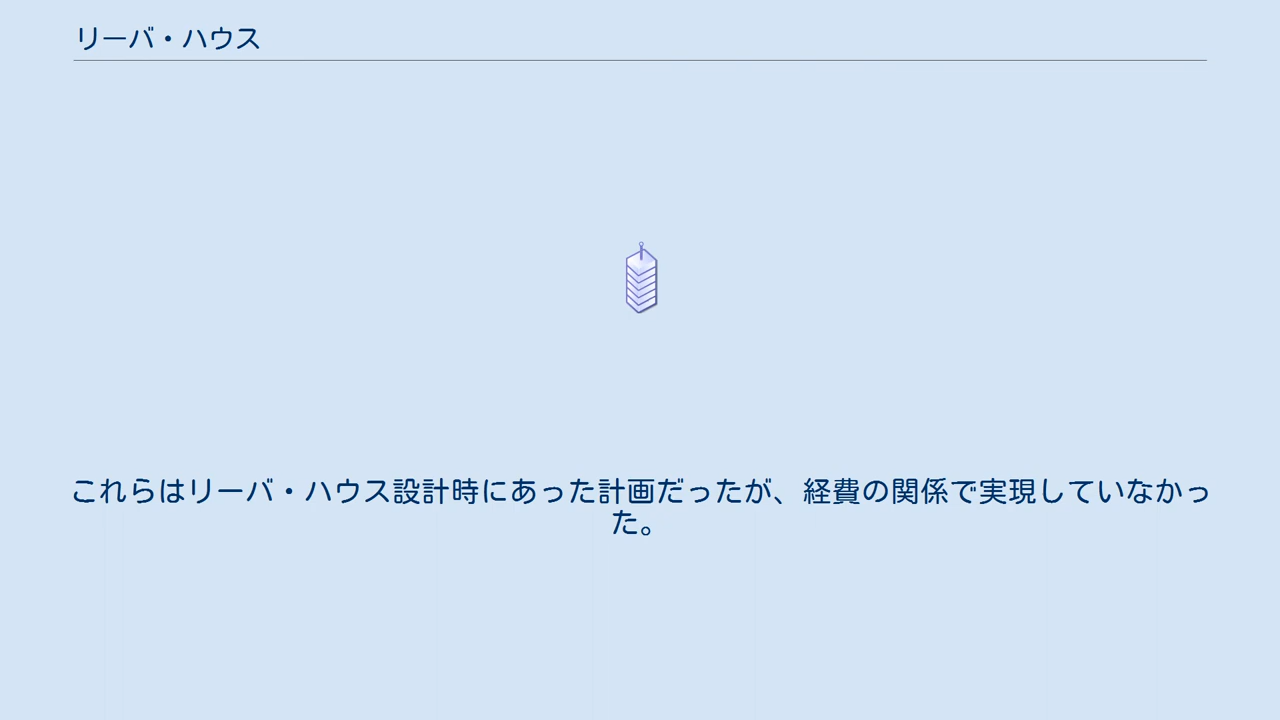 リーバ・ハウス
これらはリーバ・ハウス設計時にあった計画だったが、経費の関係で実現していなかっ
た。